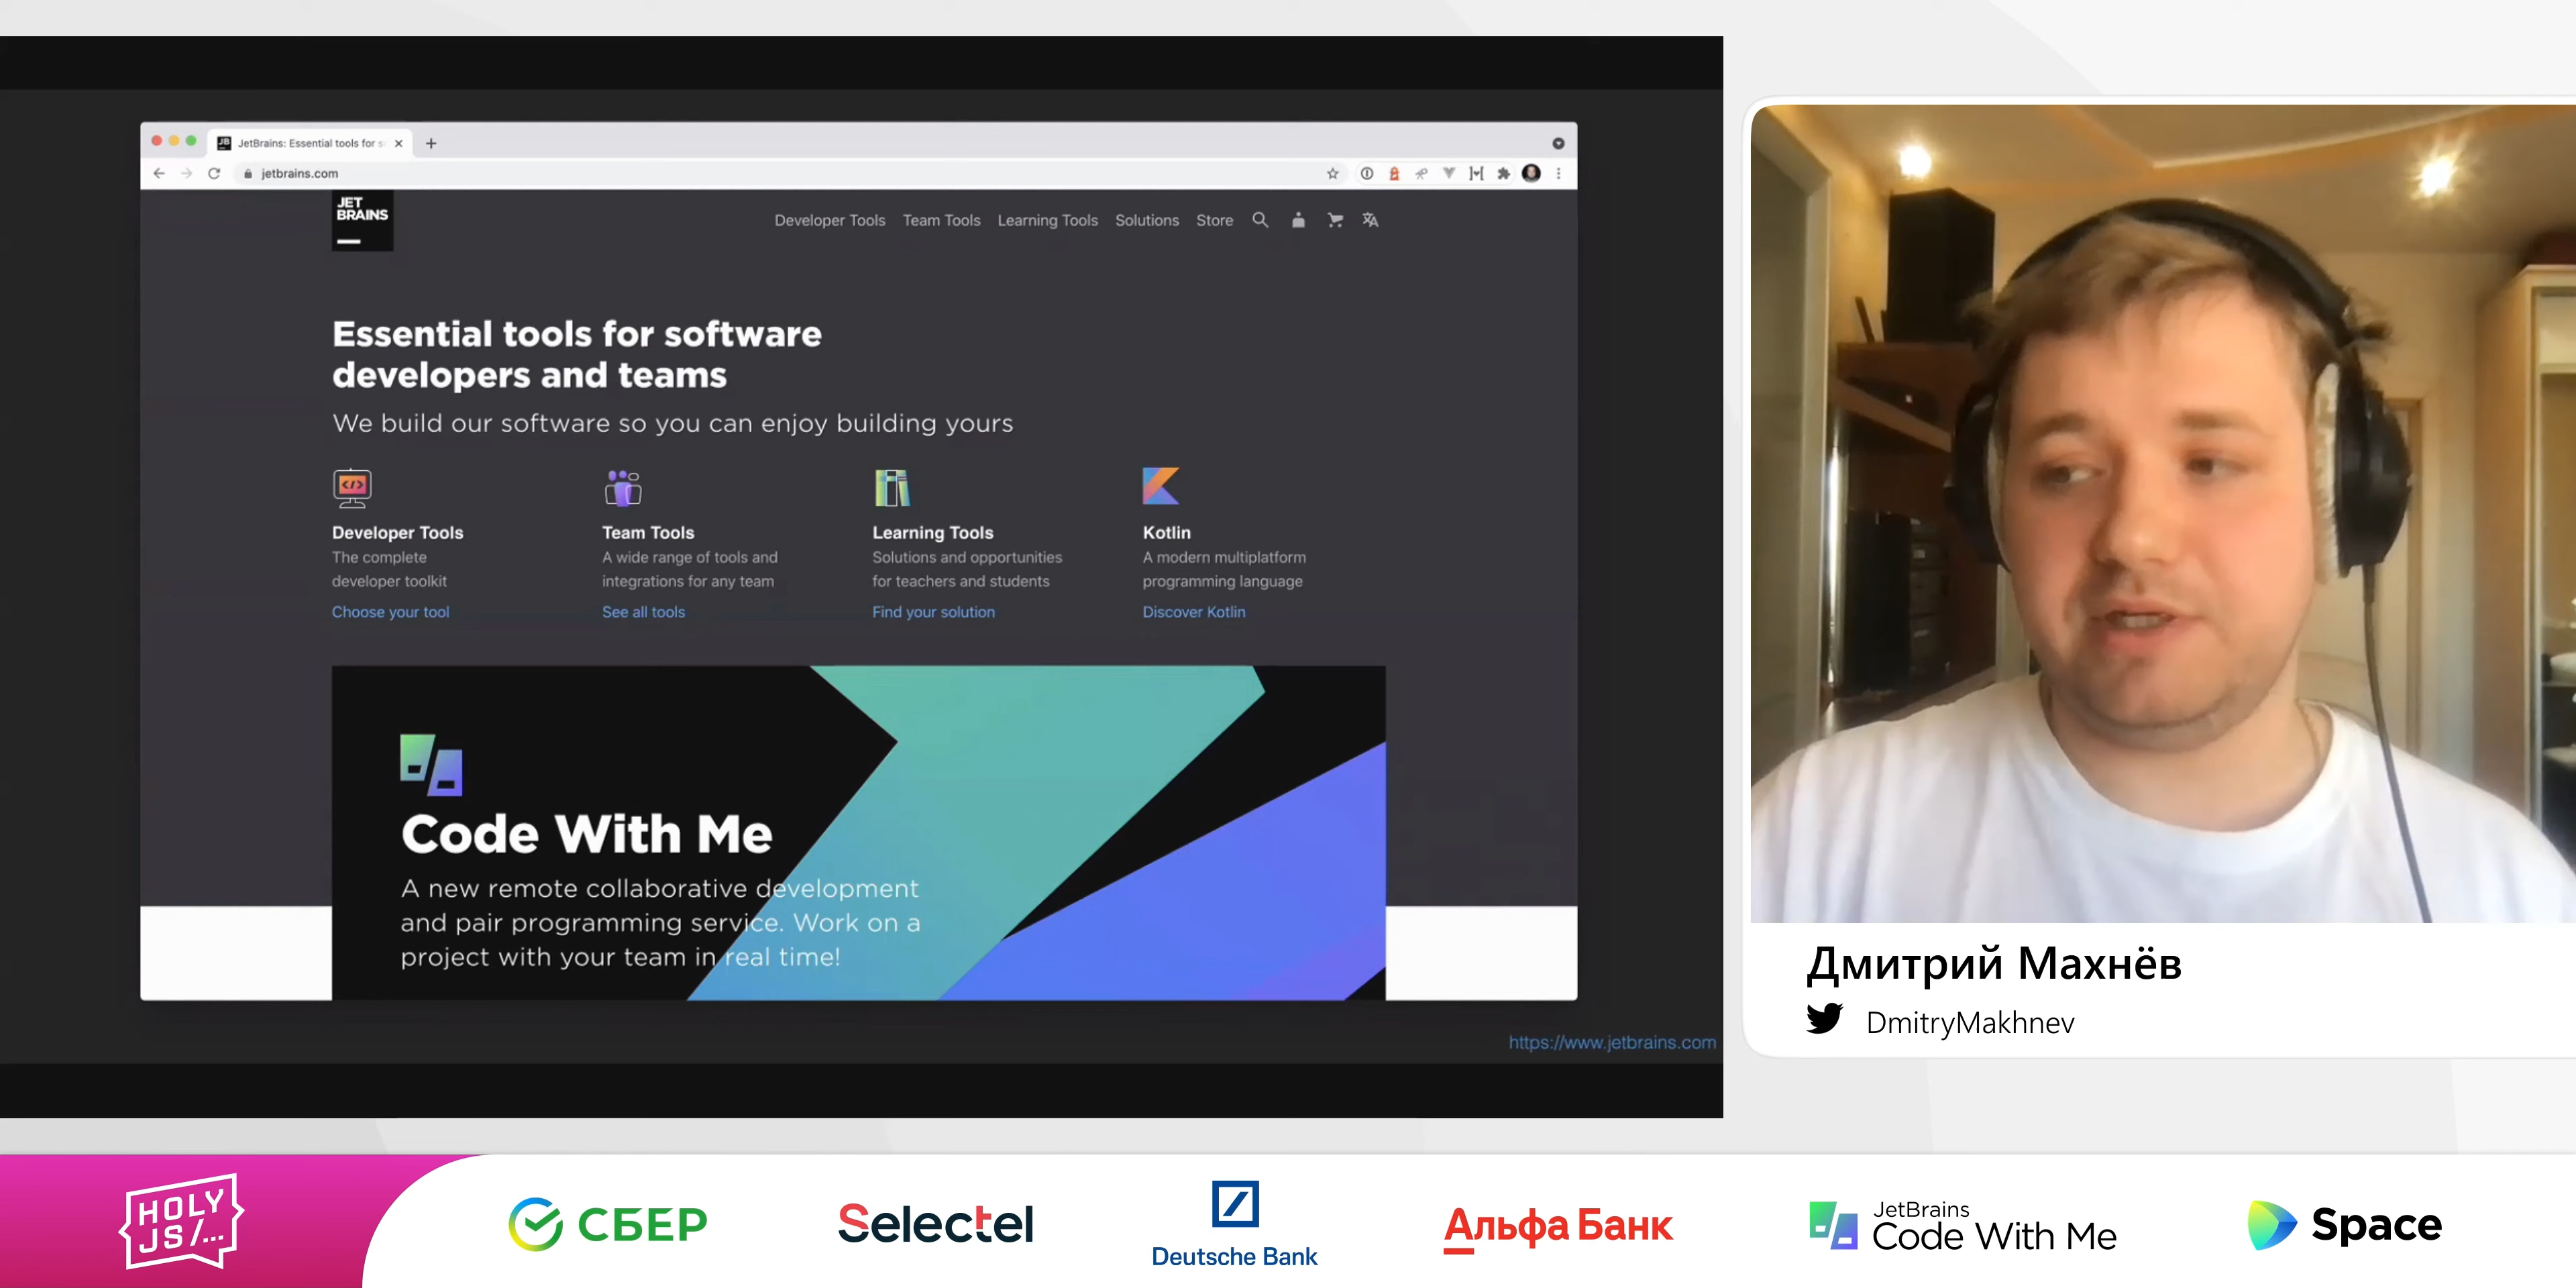 JetBrains: Essential tools for s
jetbrains.com
JET
BRAINS
Developer Tools Team Tools Learning Tools Solutions Store
Essential tools for software
developers and teams
We build our software so you can enjoy building yours
Developer Tools
The complete
developer toolkit
Choose your tool
Team Tools
A wide range of tools and
integrations for any team
See all tools
Learning Tools
Solutions and opportunities
for teachers and students
Find your solution
Kotlin
A modern multiplatform
programming language
Discover Kotlin
Code With Me
A new remote collaborative development
and pair programming service. Work on a
project with your team in real time!
https://www.jetbrains.com
Дмитрий Махнёв
DmitryMakhnev
HOLY
JS/...
СБЕР
Selectel
Deutsche Bank
Альфа Банк
JetBrains
Code With Me
Space